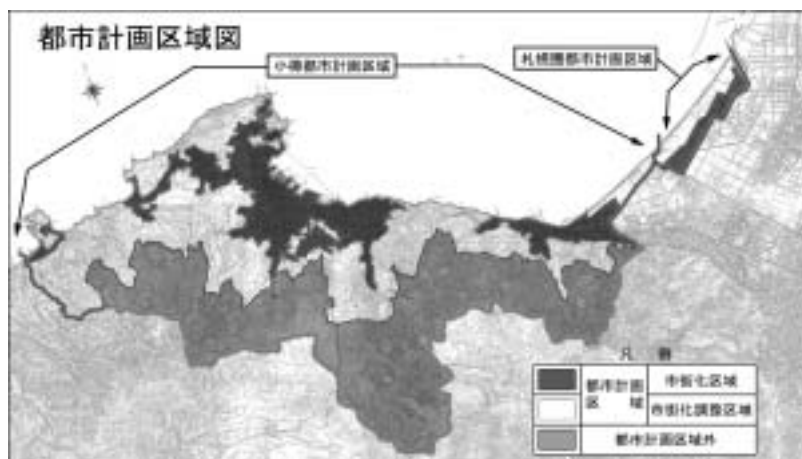 都市計画区域図
小樽都市計画区域
札幌圏都市計画区域
凡例
都市計画区域
市街化区域
市街化調整区域
都市計画区域外